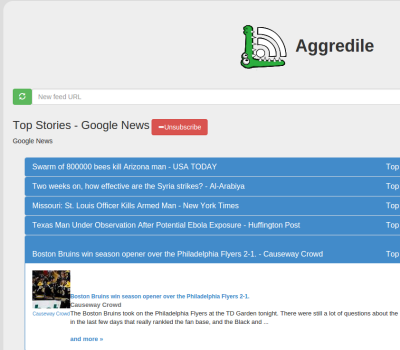 Aggredile
New feed URL
Top Stories - Google News Unsubscribe
Google News
Swarm of 800000 bees kill Arizona man - USA TODAY Top
Two weeks on, how effective are the Syria strikes? - Al-Arabiya Top
Missouri: St. Louis Officer Kills Armed Man - New York Times Top
Texas Man Under Observation After Potential Ebola Exposure - Huffington Post Top
Boston Bruins win season opener over the Philadelphia Flyers 2-1. - Causeway Crowd Top
Boston Bruins win season opener over the Philadelphia Flyers 2-1.
Causeway Crowd
Causeway Crowd The Boston Bruins took on the Philadelphia Flyers at the TD Garden tonight. There were still a lot of questions about the
in the last few days that really rankled the fan base, and the Black and ...
and more »